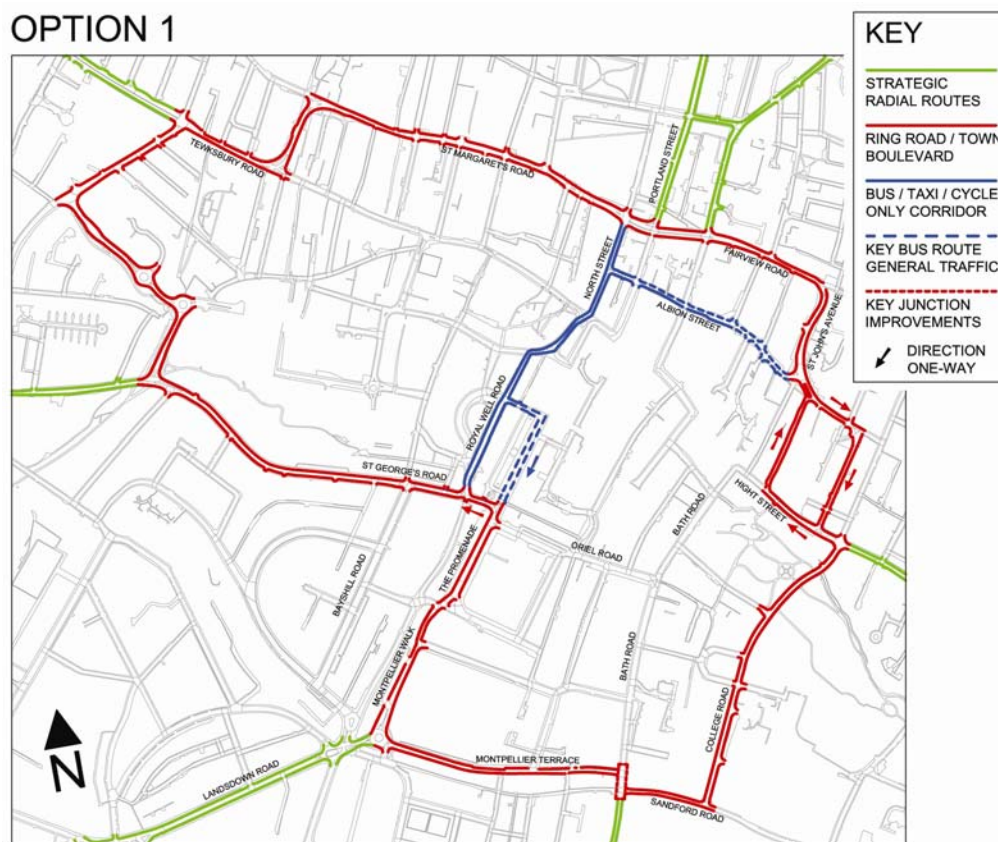 OPTION 1
KEY
STRATEGIC
RADIAL ROUTES
RING ROAD / TOWN
BOULEVARD
BUS / TAXI / CYCLE
ONLY CORRIDOR
KEY BUS ROUTE
GENERAL TRAFFIC
KEY JUNCTION
IMPROVEMENTS
DIRECTION
ONE-WAY
TEWKSBURY ROAD
ST MARGARET'S ROAD
PORTLAND STREET
FAIRVIEW ROAD
NORTH STREET
ALBION STREET
ST JOHN'S AVENUE
ROYAL WELL ROAD
ST GEORGE'S ROAD
HIGHT STREET
BATH ROAD
ORIEL ROAD
THE PROMENADE
BAYSHILL ROAD
MONTPELLIER WALK
BATH ROAD
COLLEGE ROAD
MONTPELLIER TERRACE
LANDSDOWN ROAD
SANDFORD ROAD
N